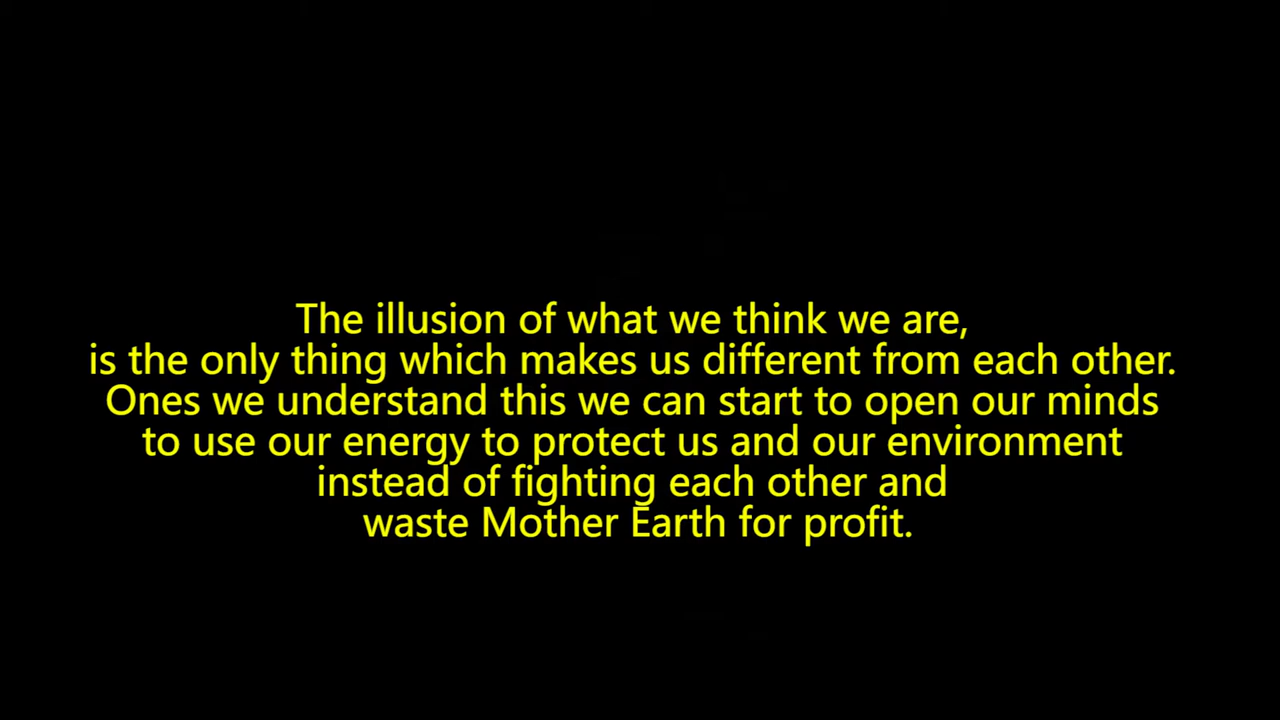 The illusion of what we think we are,
is the only thing which makes us different from each other.
Ones we understand this we can start to open our minds
to use our energy to protect us and our environment
instead of fighting each other and
waste Mother Earth for profit.